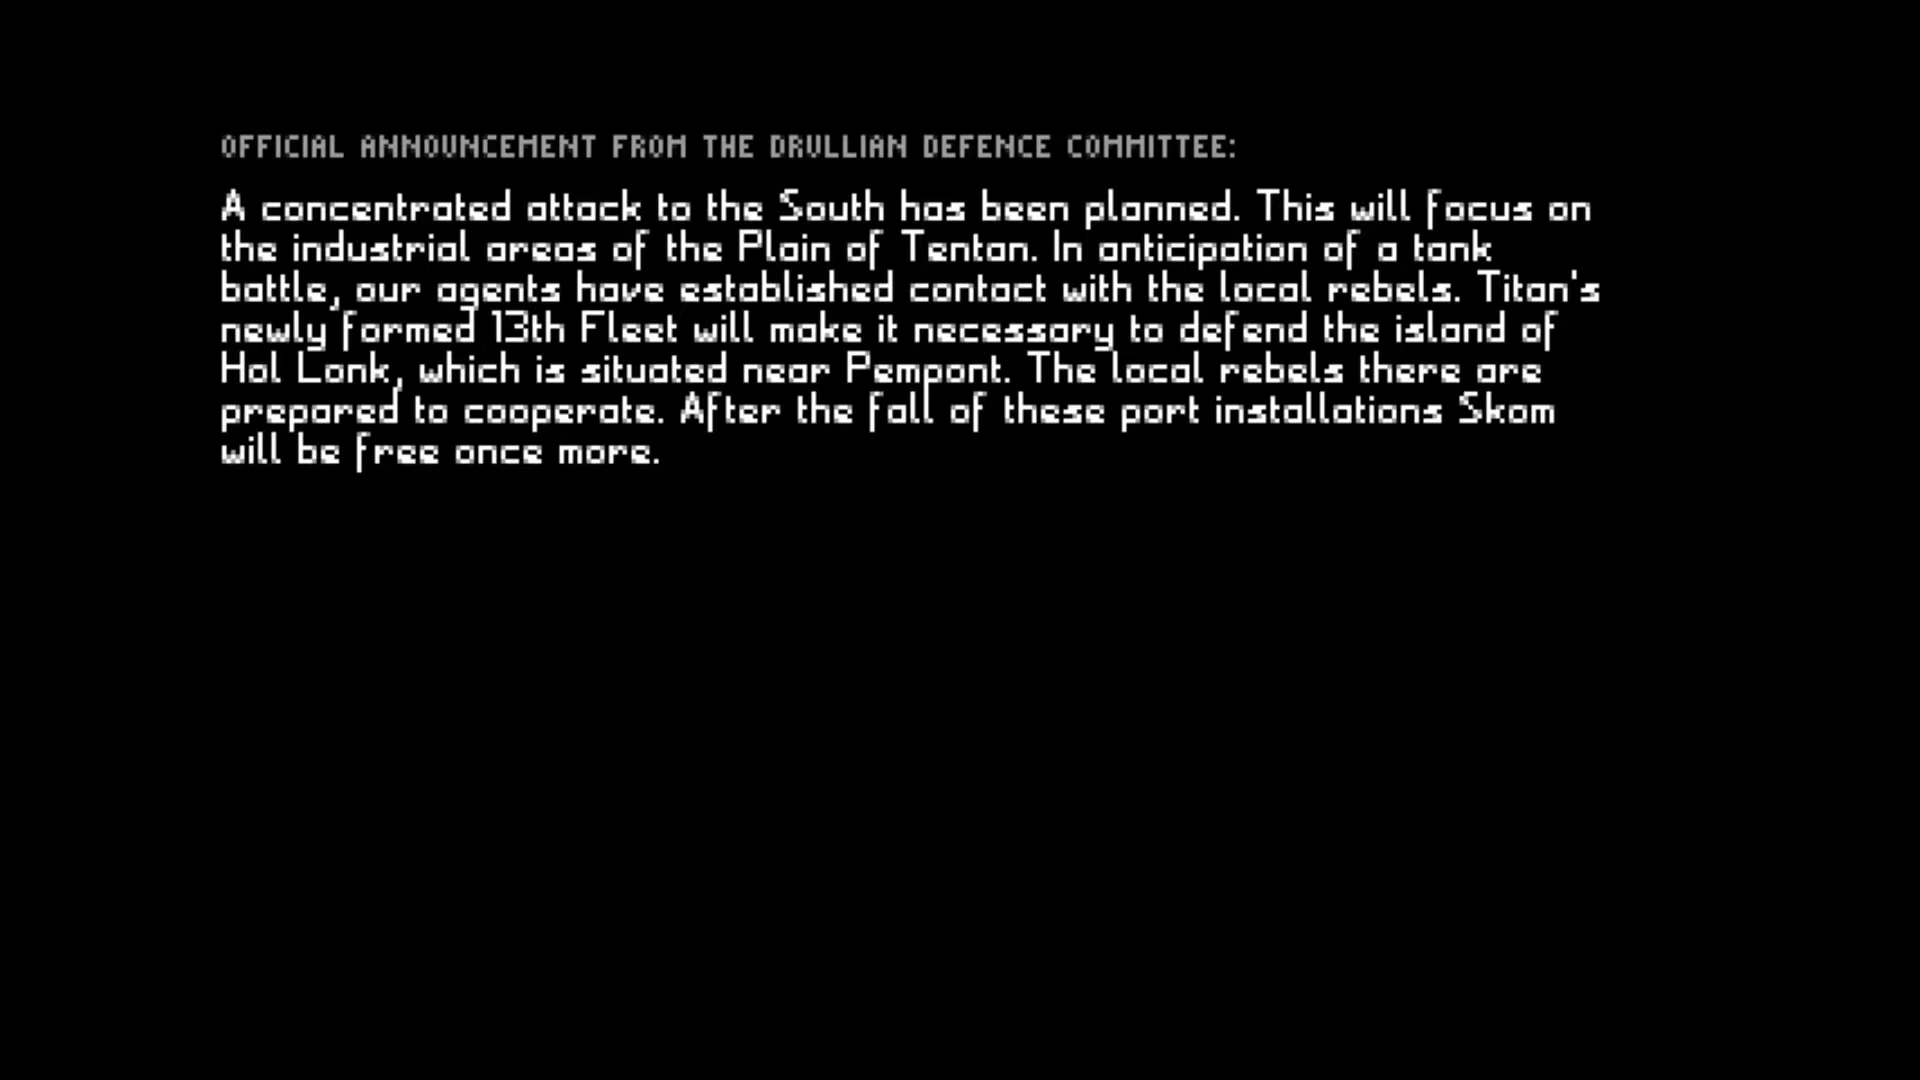 OFFICIAL ANNOUNCEMENT FROM THE DRULLIAN DEFENCE COMMITTEE:
A concentrated attack to the South has been planned. This will focus on
the industrial areas of the Plain of Tentan. In anticipation of a tank
battle, our agents have established contact with the local rebels. Titan's
newly formed 13th Fleet will make it necessary to defend the island of
Hol Lonk, which is situated near Pempont. The local rebels there are
prepared to cooperate. After the fall of these port installations Skom
will be free once more.